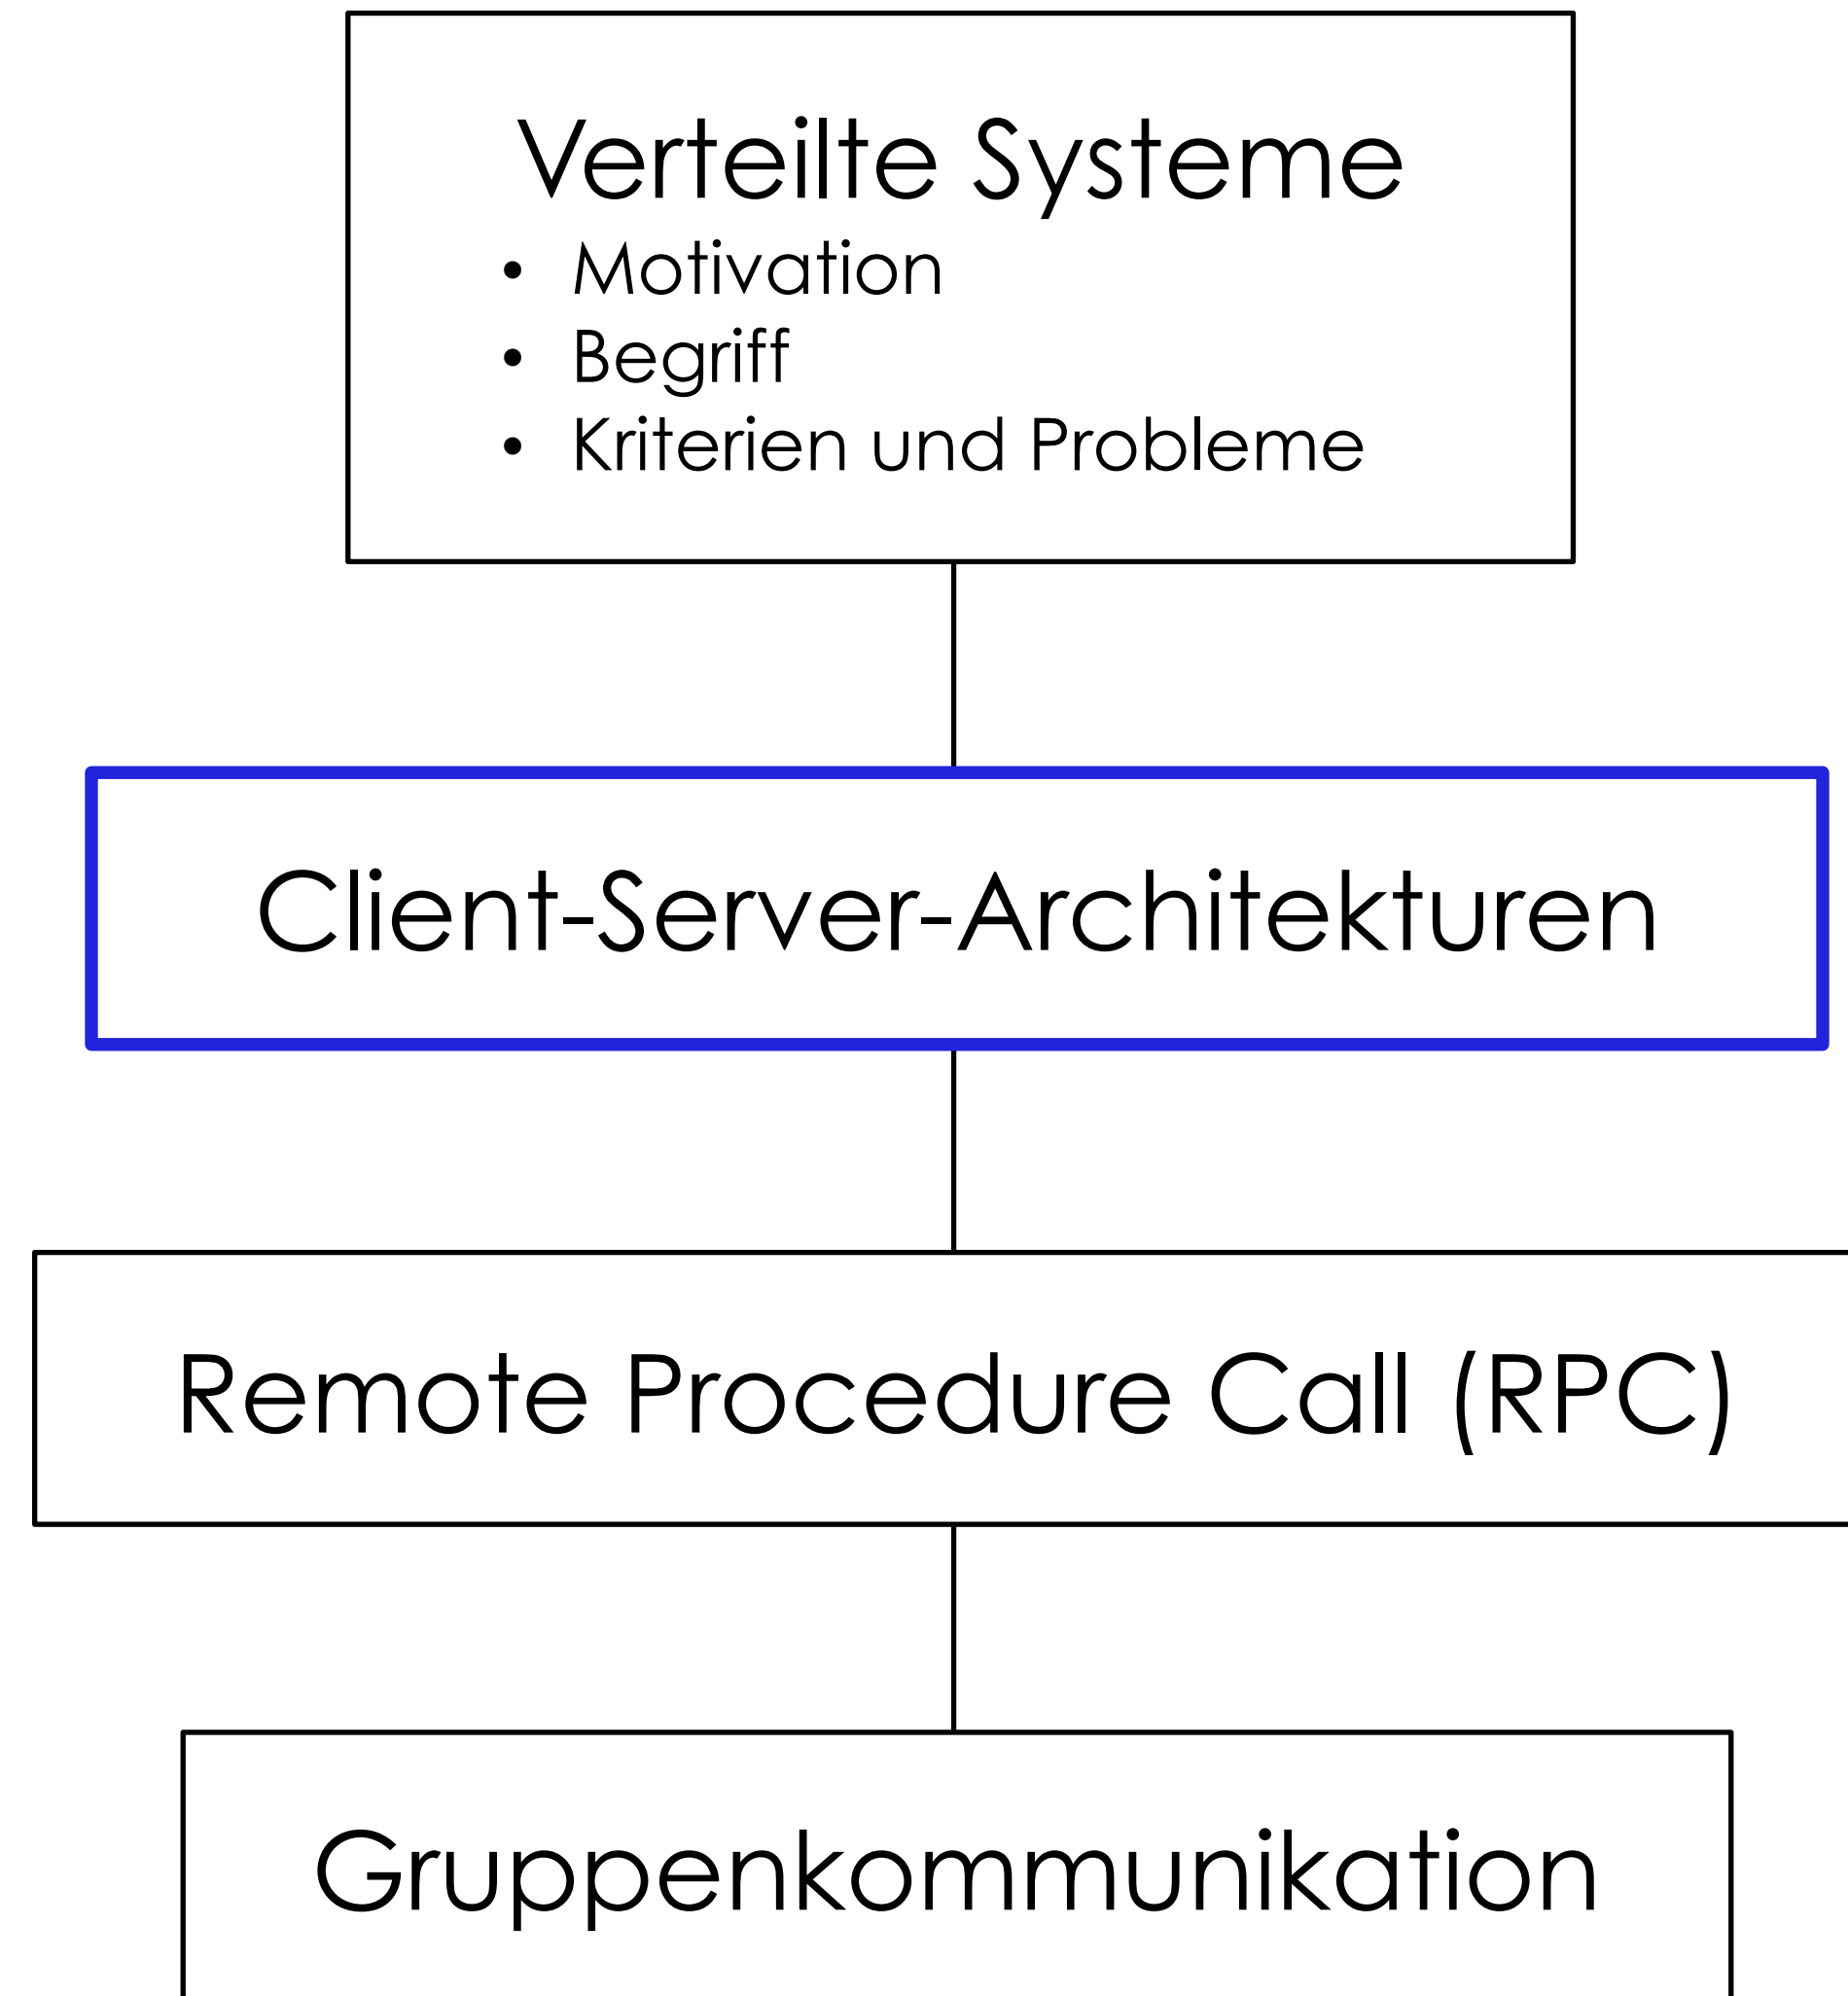 Verteilte Systeme
• Motivation
• Begriff
• Kriterien und Probleme
Client-Server-Architekturen
Remote Procedure Call (RPC)
Gruppenkommunikation